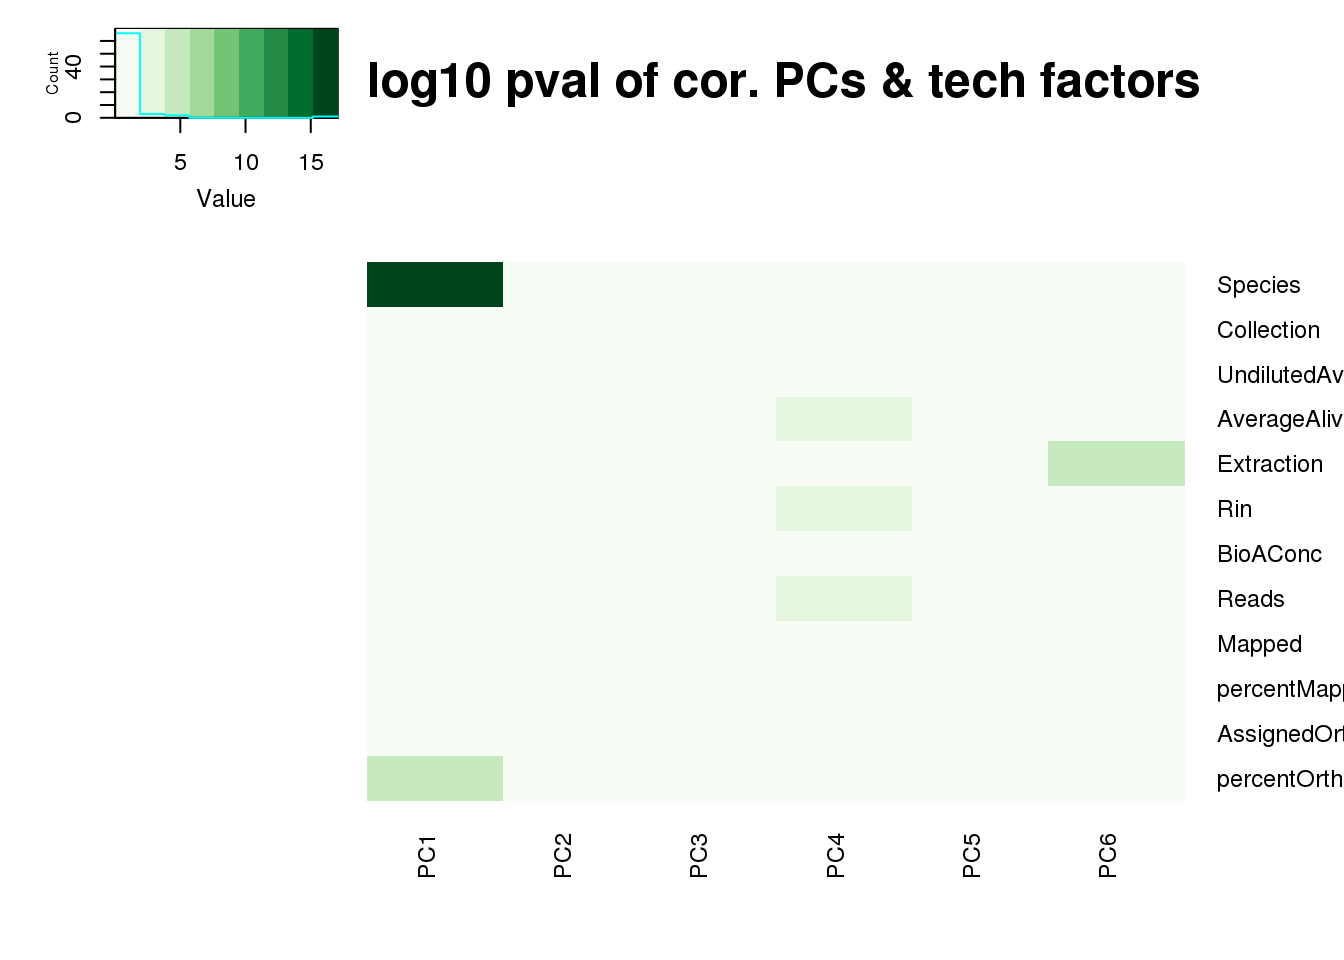 log10 pval of cor. PCs & tech factors
Count
0
40
5 10 15
Value
Species
Collection
UndilutedAv
AverageAliv
Extraction
Rin
BioAConc
Reads
Mapped
percentMapp
AssignedOrt
percentOrth
PC1 PC2 PC3 PC4 PC5 PC6